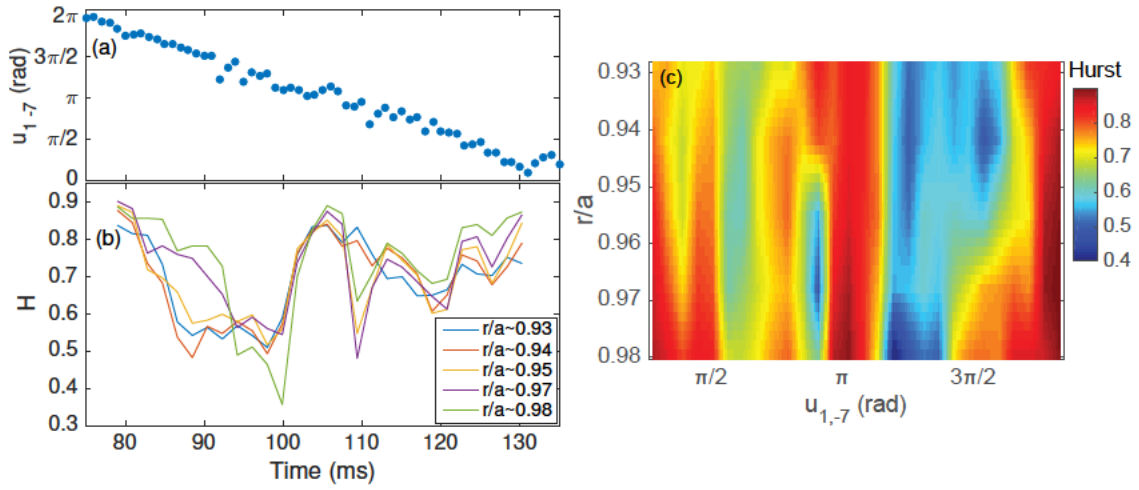 (a)
u1 -7 (rad)
2π
3π/2
π
π/2
0
(b)
H
0.9
0.8
0.7
0.6
0.5
0.4
0.3
80 90 100 110 120 130
Time (ms)
r/a~0.93
r/a~0.94
r/a~0.95
r/a~0.97
r/a~0.98
(c)
r/a
0.93
0.94
0.95
0.96
0.97
0.98
π/2 π 3π/2
u1,-7 (rad)
Hurst
0.8
0.7
0.6
0.5
0.4